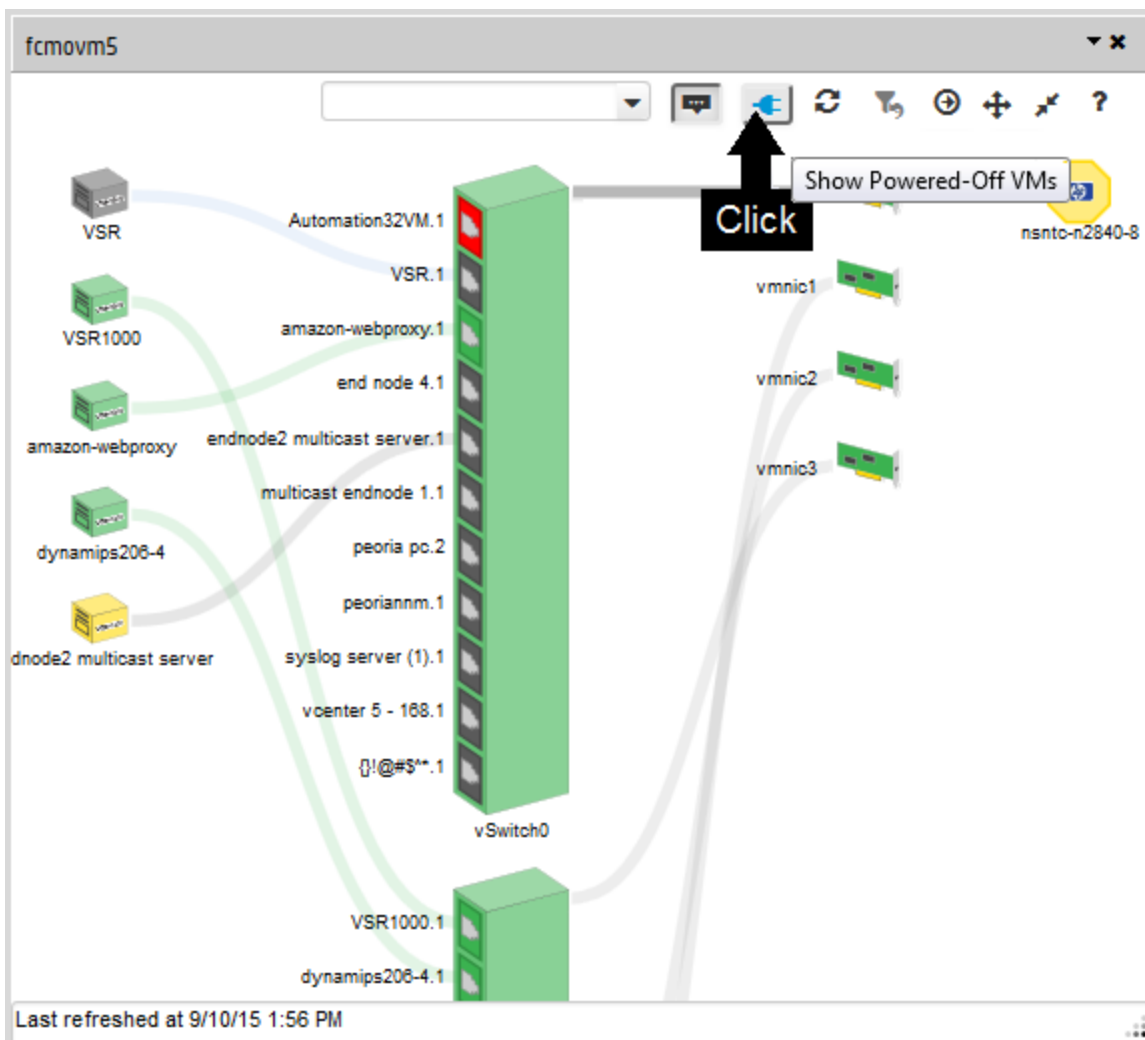 fcmovm5
Show Powered-Off VMs
Click
VSR
VSR1000
amazon-webproxy
dynamips206-4
dnode2 multicast server
Automation32VM.1
VSR.1
amazon-webproxy.1
end node 4.1
endnode2 multicast server.1
multicast endnode 1.1
peoria pc.2
peoriannm.1
syslog server (1).1
vcenter 5 - 168.1
{}!@#$^*.1
vSwitch0
VSR1000.1
dynamips206-4.1
vmnic1
vmnic2
vmnic3
nsntc-n2840-8
Last refreshed at 9/10/15 1:56 PM